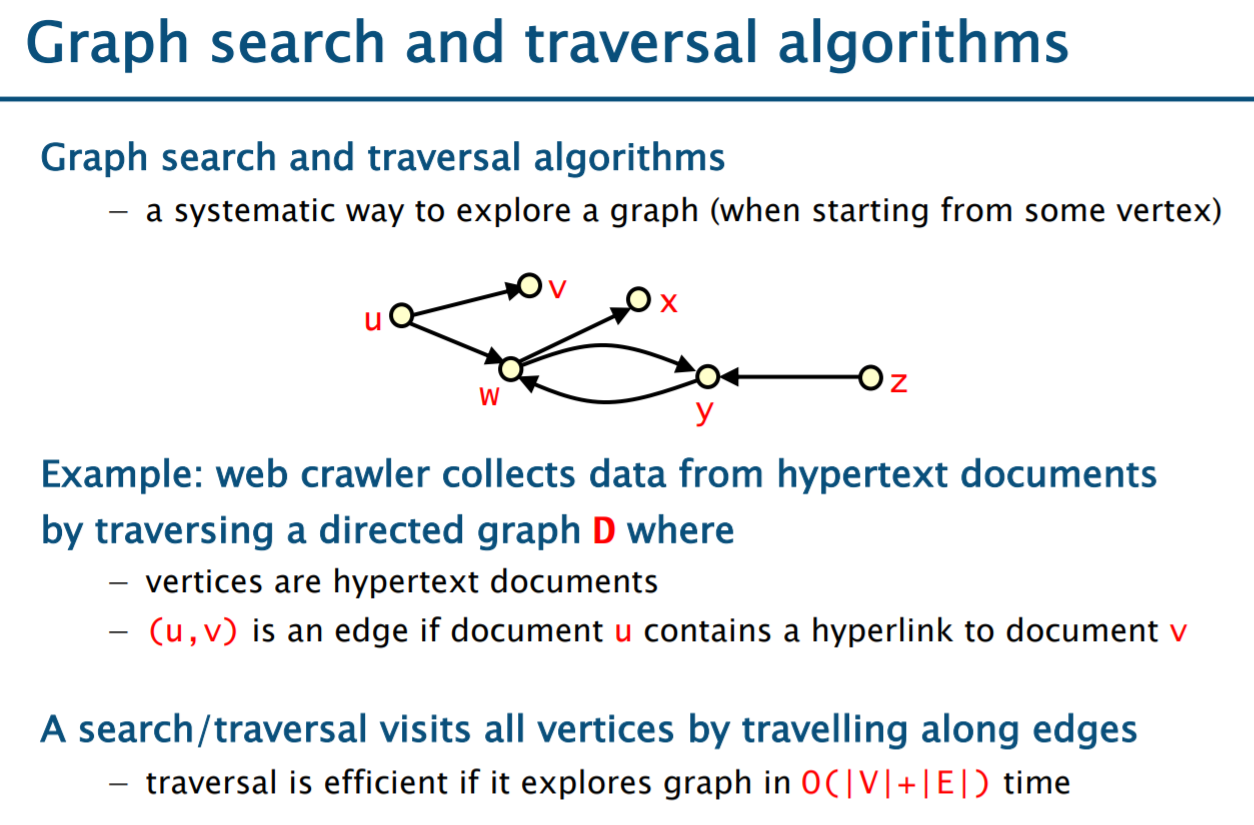 Graph search and traversal algorithms
Graph search and traversal algorithms
– a systematic way to explore a graph (when starting from some vertex)
v
x
u
z
w
y
Example: web crawler collects data from hypertext documents
by traversing a directed graph D where
– vertices are hypertext documents
– (u,v) is an edge if document u contains a hyperlink to document v
A search/traversal visits all vertices by travelling along edges
– traversal is efficient if it explores graph in O(|V|+|E|) time